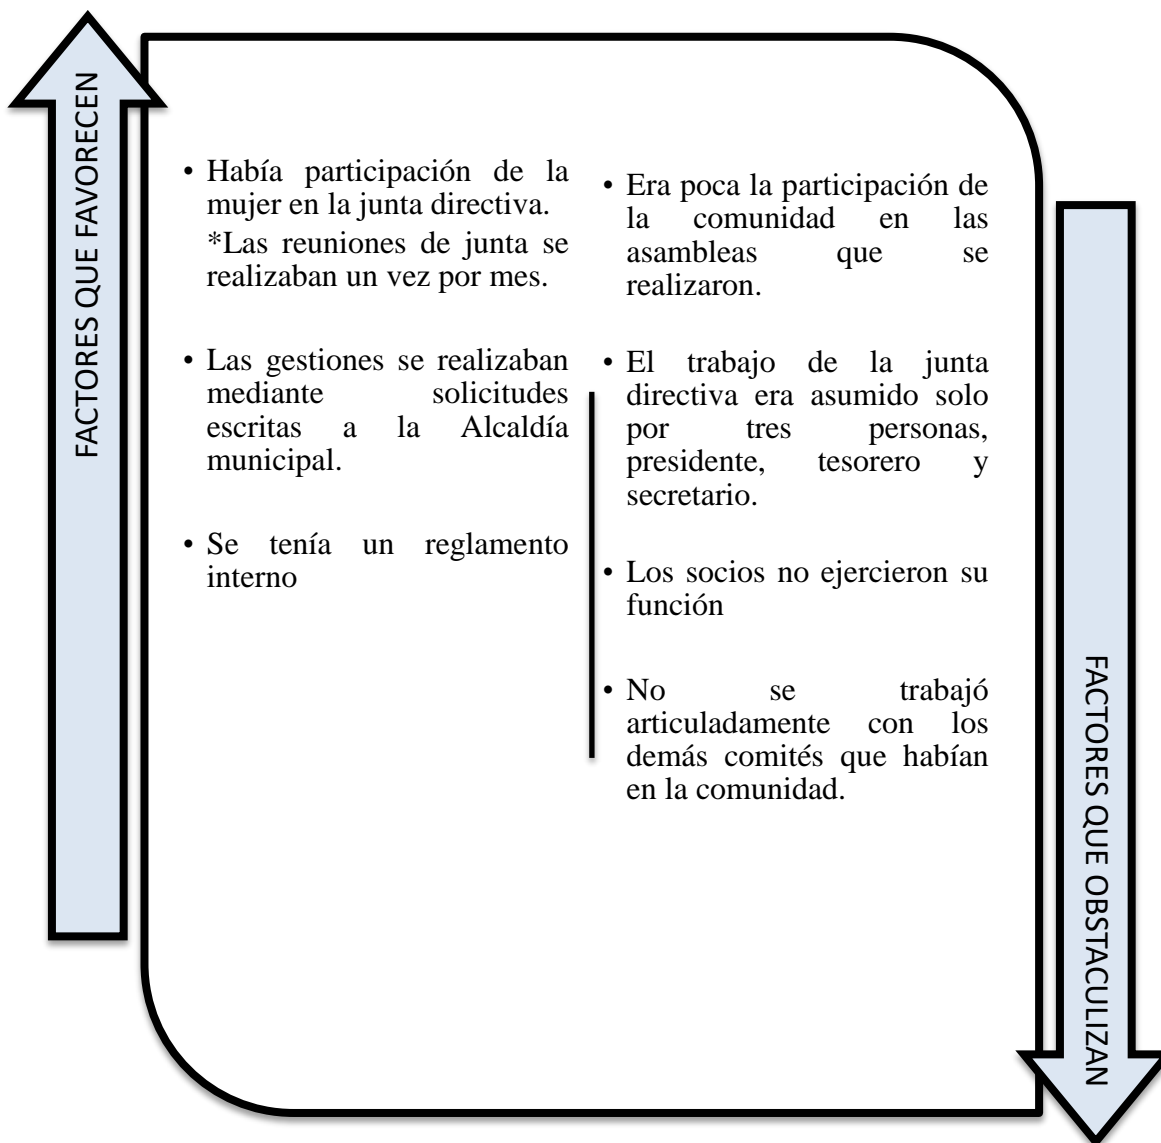 FACTORES QUE FAVORECEN
• Había participación de la
mujer en la junta directiva.
*Las reuniones de junta se
realizaban un vez por mes.
• Las gestiones se realizaban
mediante solicitudes
escritas a la Alcaldía
municipal.
• Se tenía un reglamento
interno
• Era poca la participación de
la comunidad en las
asambleas que se
realizaron.
• El trabajo de la junta
directiva era asumido solo
por tres personas,
presidente, tesorero y
secretario.
• Los socios no ejercieron su
función
• No se trabajó
articuladamente con los
demás comités que habían
en la comunidad.
FACTORES QUE OBSTACULIZAN